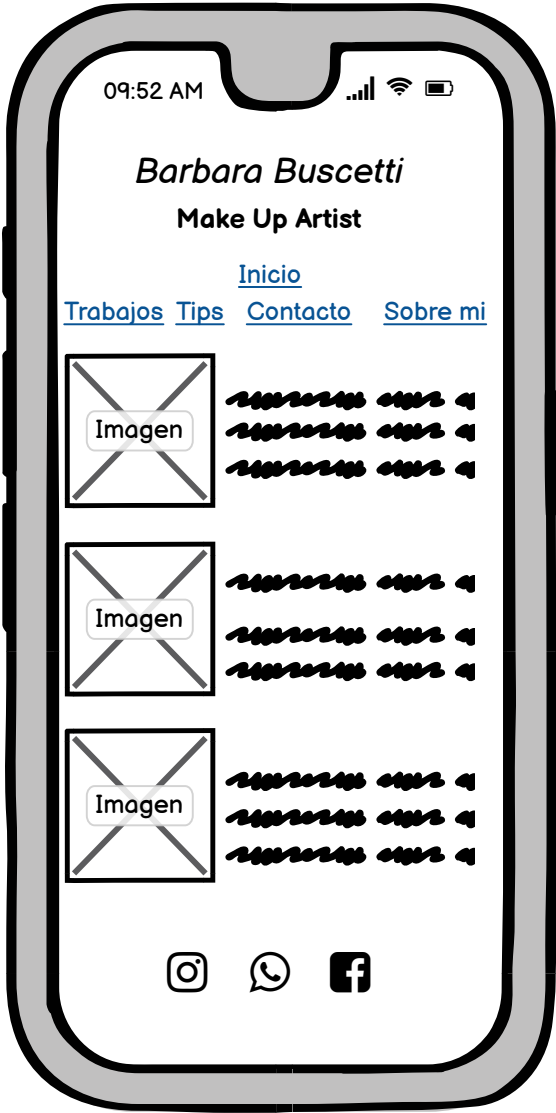 09:52 AM
Barbara Buscetti
Make Up Artist
Inicio
Trabajos Tips Contacto Sobre mi
Imagen
Imagen
Imagen